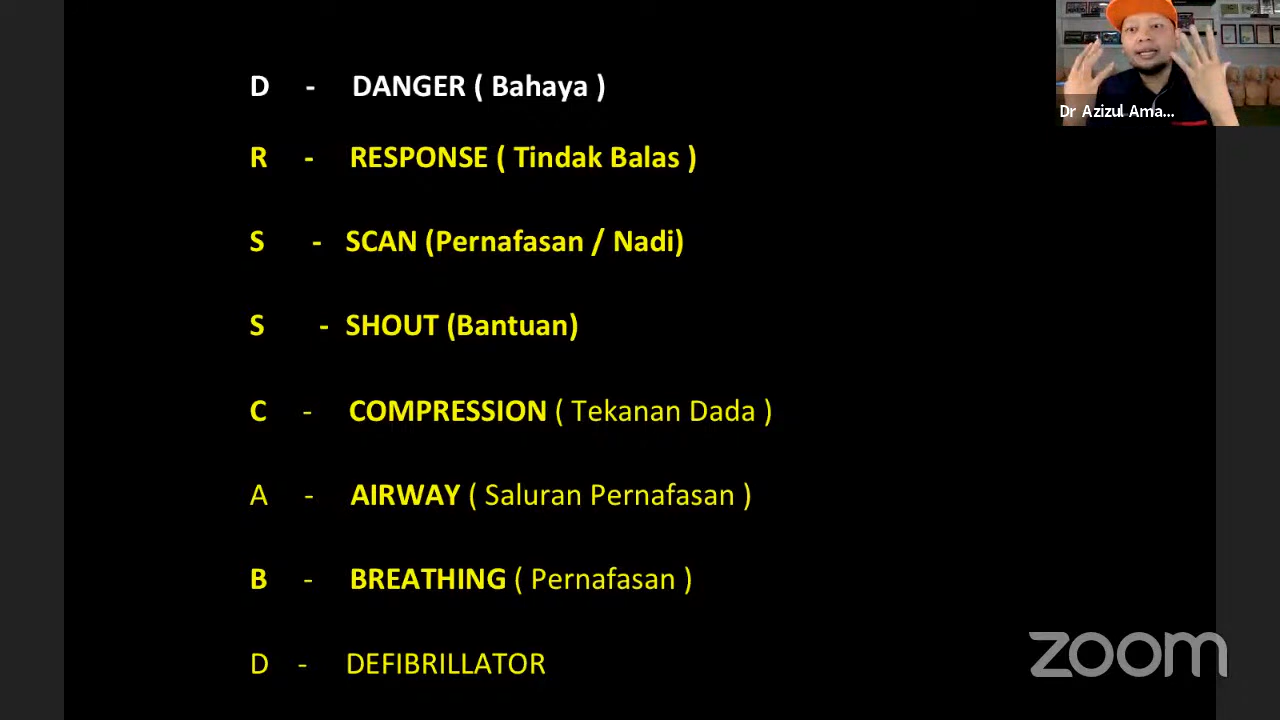 D - DANGER ( Bahaya )
R - RESPONSE ( Tindak Balas )
S - SCAN (Pernafasan / Nadi)
S - SHOUT (Bantuan)
C - COMPRESSION ( Tekanan Dada )
A - AIRWAY ( Saluran Pernafasan )
B - BREATHING ( Pernafasan )
D - DEFIBRILLATOR
Dr Azizul Ama...
zoom